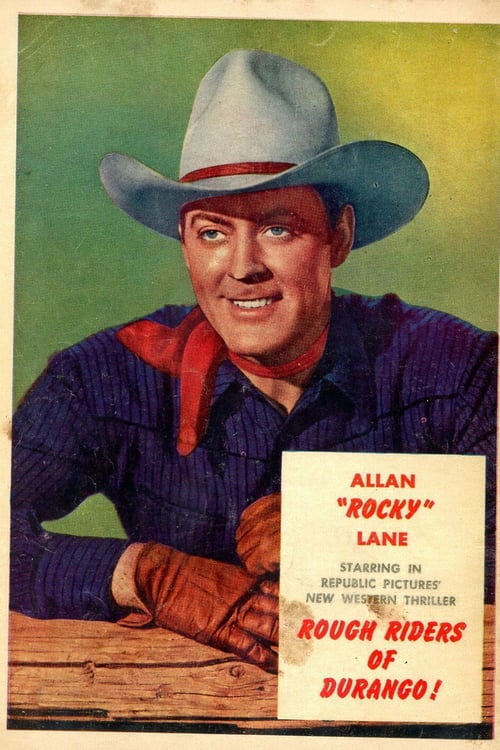 ALLAN
"ROCKY"
LANE
STARRING IN
REPUBLIC PICTURES'
NEW WESTERN THRILLER
ROUGH RIDERS
OF
DURANGO!